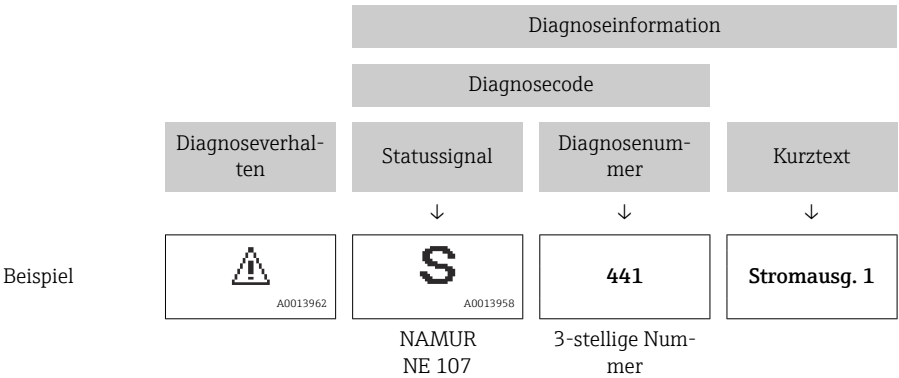 Diagnoseinformation
Diagnosecode
Diagnoseverhal-
ten
Statussignal
Diagnosenum-
mer
Kurztext
↓ ↓ ↓
Beispiel
A0013962
S
A0013958
441
Stromausg. 1
NAMUR
NE 107
3-stellige Num-
mer